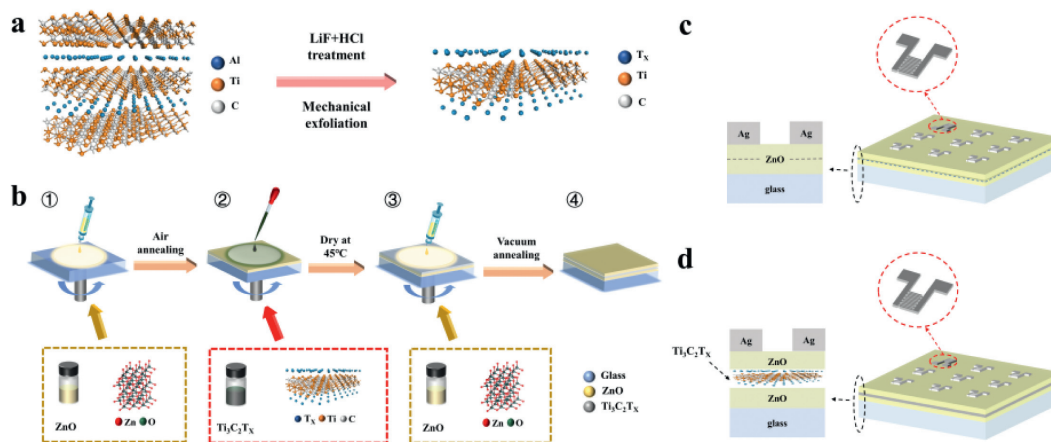 a
Al
Ti
C
LiF+HCl
treatment
Mechanical
exfoliation
Tx
Ti
C
b
①
Air
annealing
②
Dry at
45℃
③
Vacuum
annealing
④
ZnO
Zn
O
Ti₃C₂Tx
Tx
Ti
C
ZnO
Zn
O
Glass
ZnO
Ti₃C₂Tx
c
Ag
Ag
ZnO
glass
d
Ti₃C₂Tx
Ag
Ag
ZnO
ZnO
glass